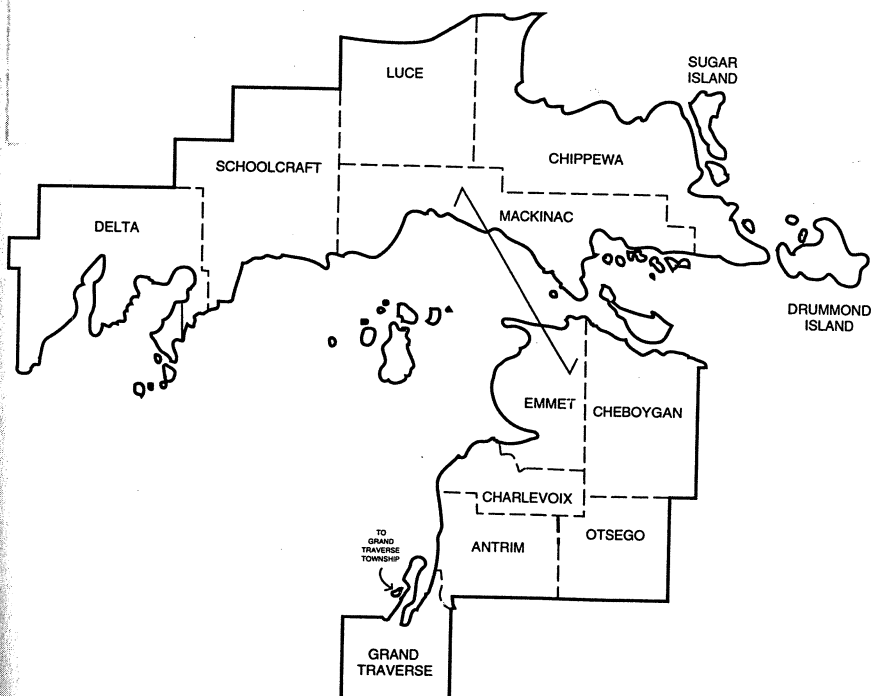 LUCE
SUGAR
ISLAND
SCHOOLCRAFT
CHIPPEWA
DELTA
MACKINAC
DRUMMOND
ISLAND
EMMET
CHEBOYGAN
CHARLEVOIX
ANTRIM
OTSEGO
TO
GRAND
TRAVERSE
TOWNSHIP
GRAND
TRAVERSE